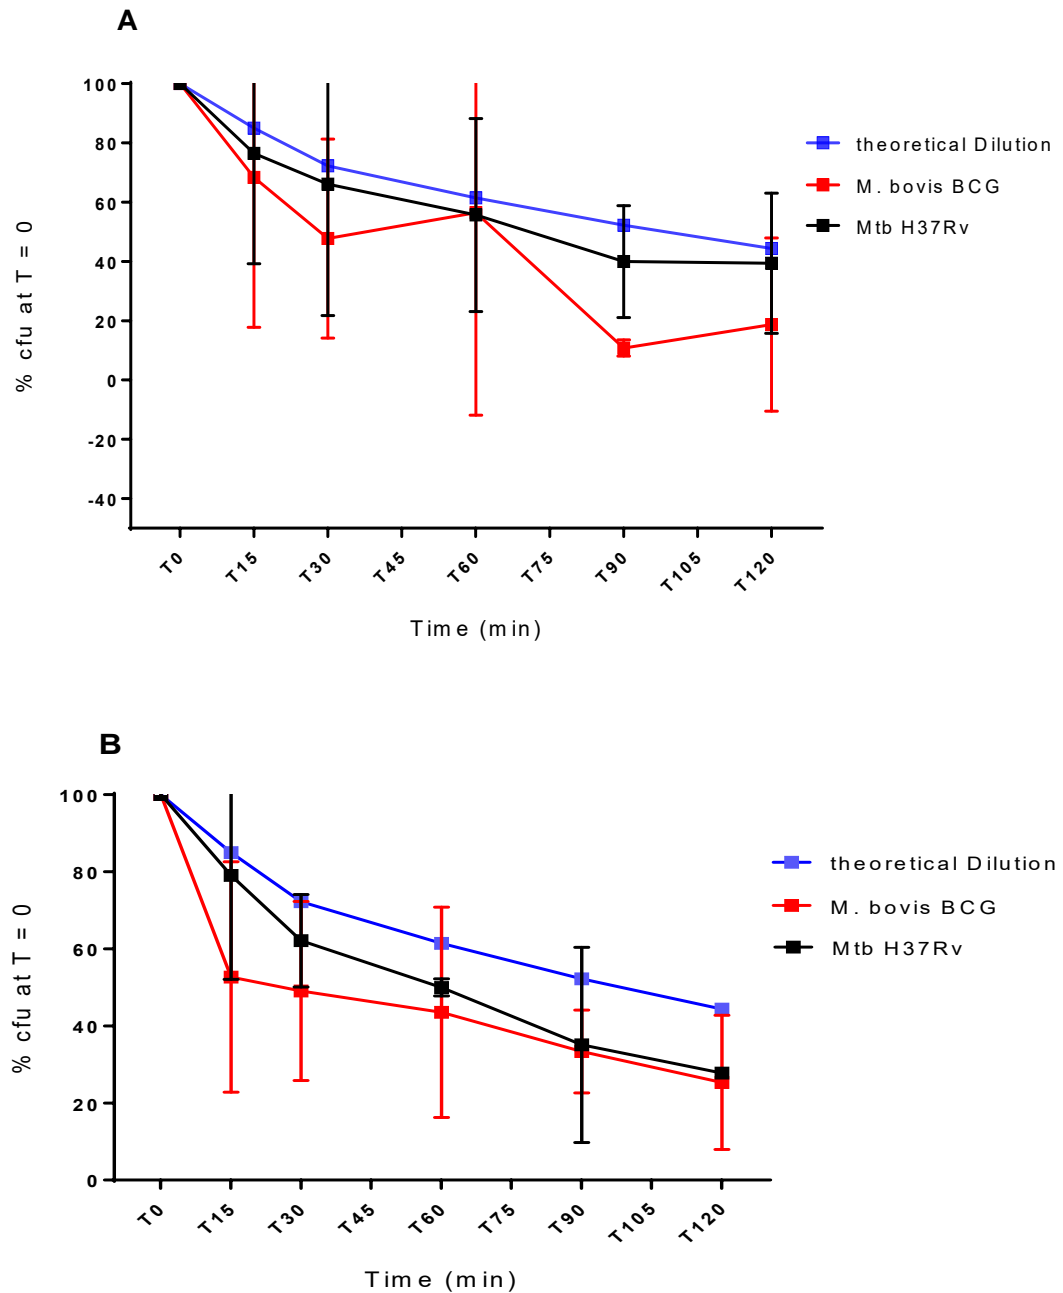 A
% cfu at T = 0
100
80
60
40
20
0
-20
-40
T0
T15
T30
T45
T60
T75
T90
T105
T120
Time (min)
theoretical Dilution
M. bovis BCG
Mtb H37Rv
B
% cfu at T = 0
100
80
60
40
20
0
T0
T15
T30
T45
T60
T75
T90
T105
T120
Time (min)
theoretical Dilution
M. bovis BCG
Mtb H37Rv